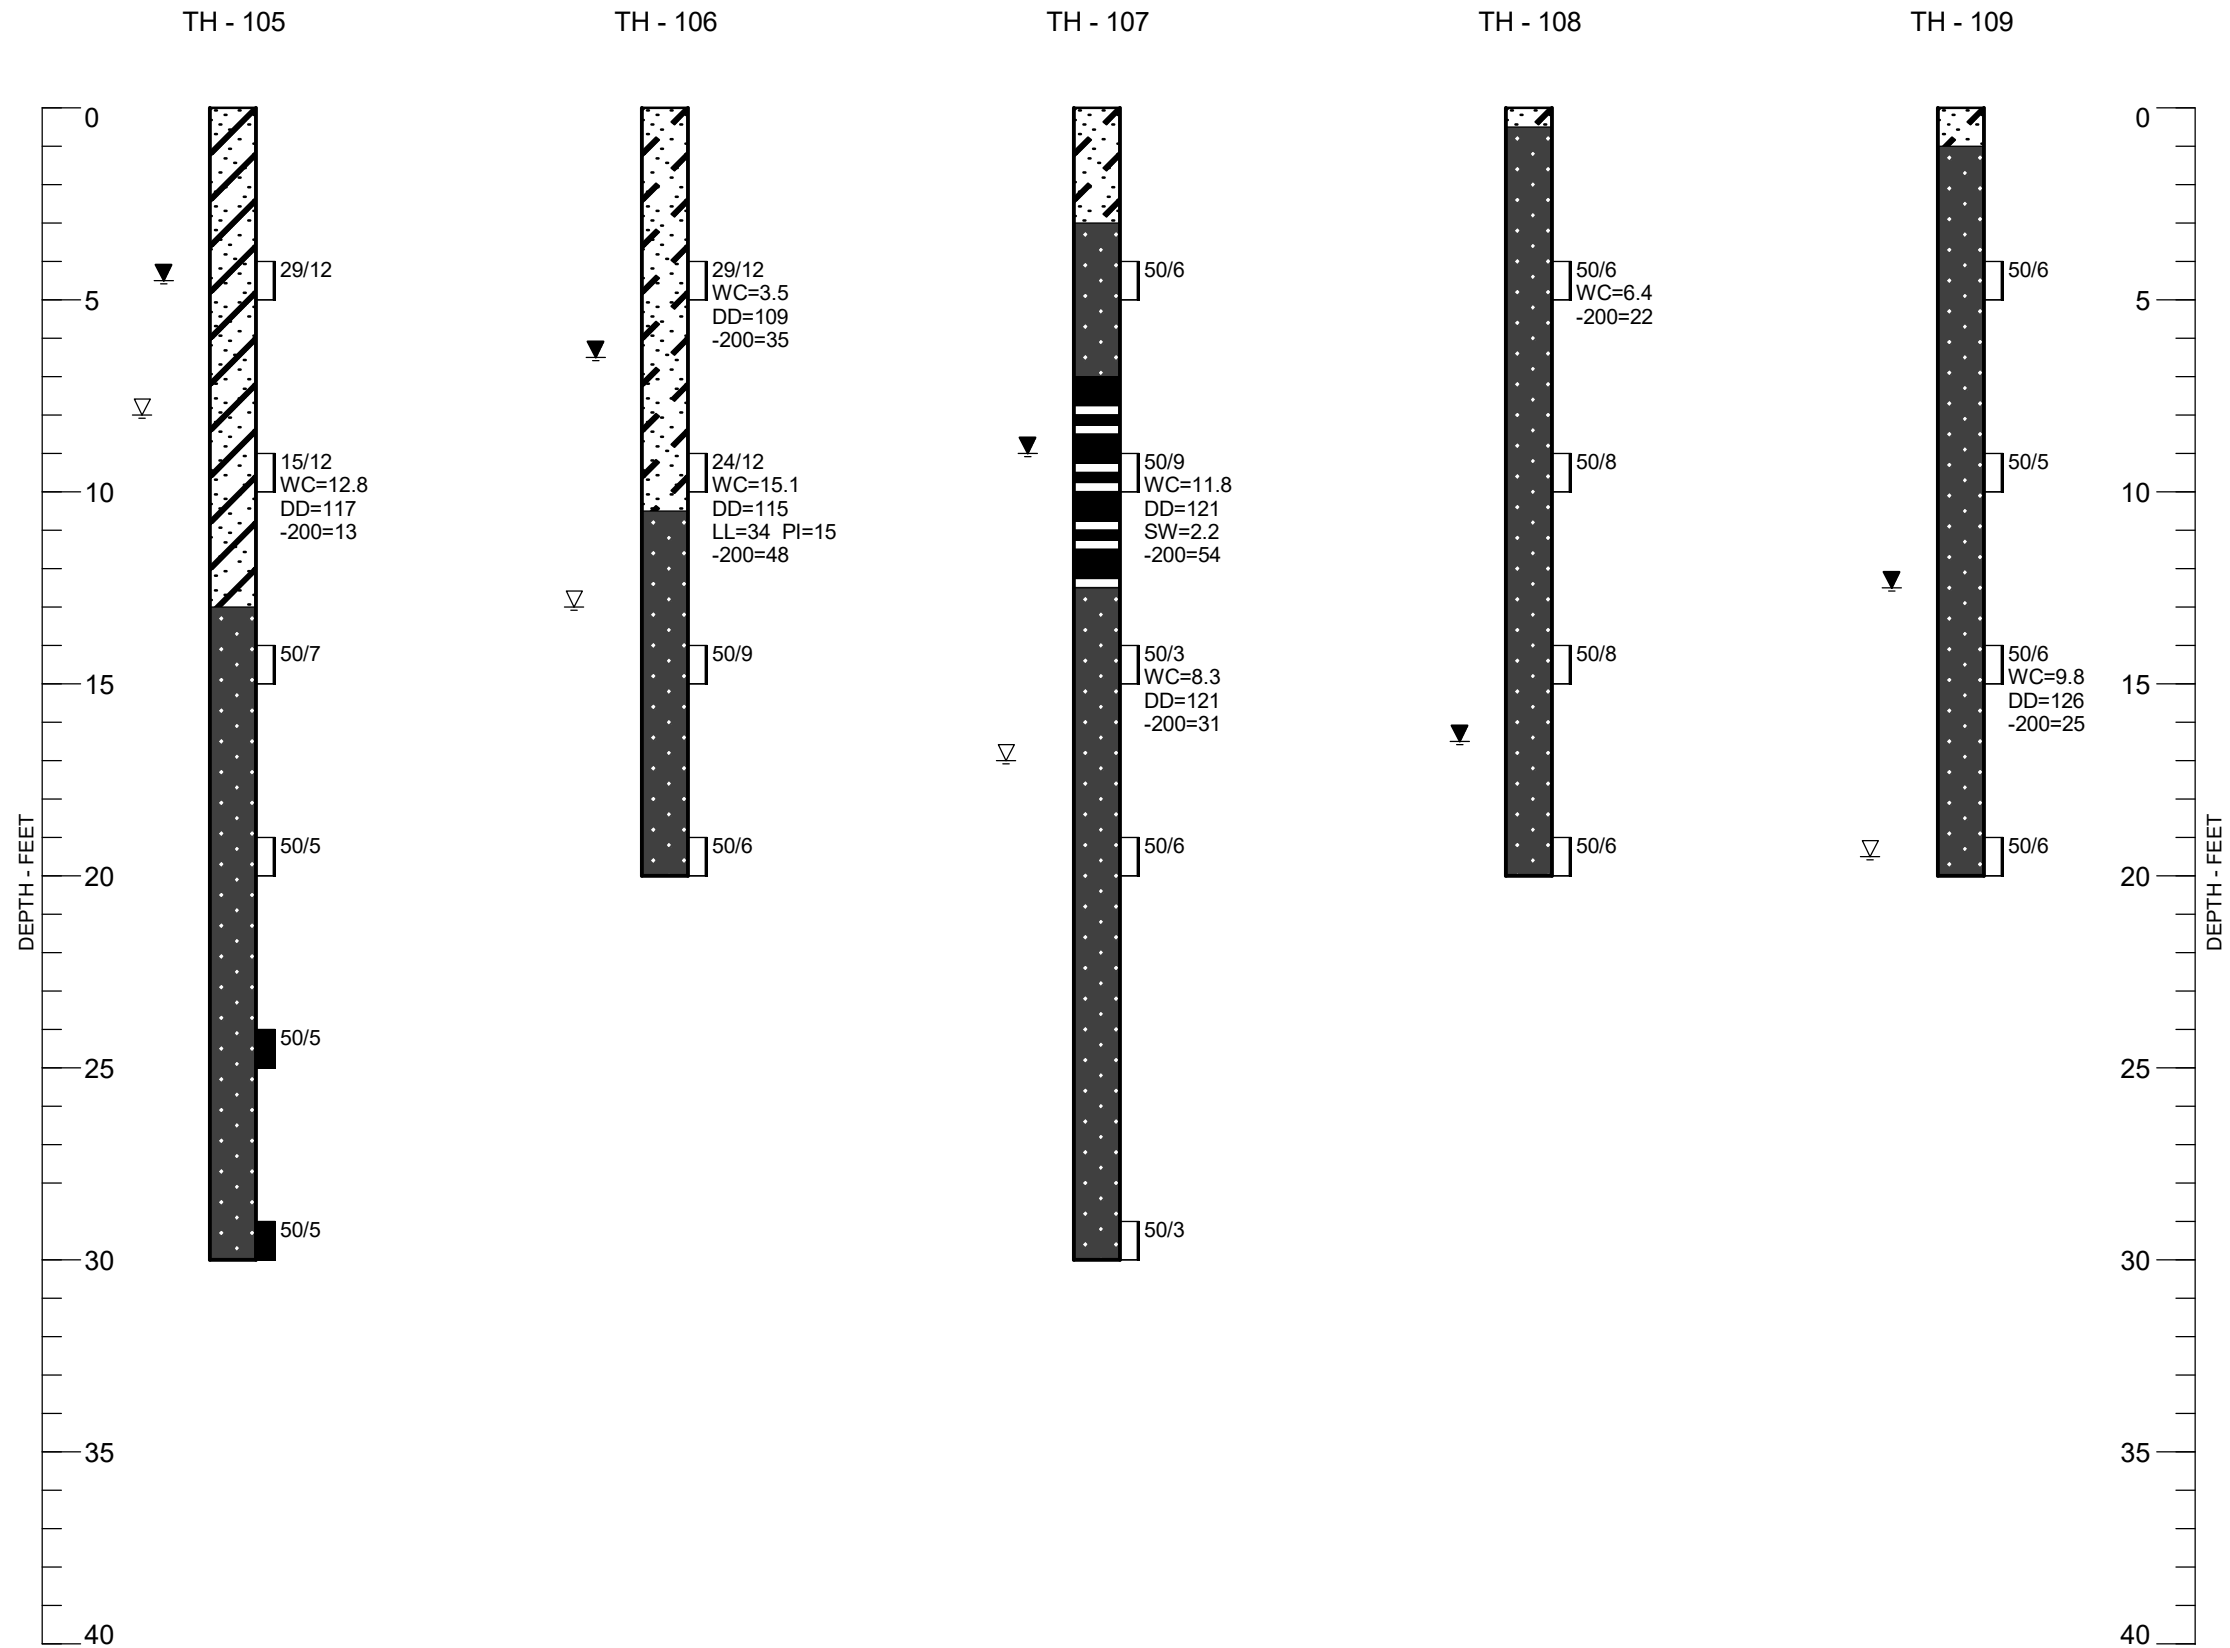 TH - 105
TH - 106
TH - 107
TH - 108
TH - 109
0
5
10
15
20
25
30
35
40
DEPTH - FEET
29/12
15/12
WC=12.8
DD=117
-200=13
50/7
50/5
50/5
50/5
29/12
WC=3.5
DD=109
-200=35
24/12
WC=15.1
DD=115
LL=34 PI=15
-200=48
50/9
50/6
50/6
50/9
WC=11.8
DD=121
SW=2.2
-200=54
50/3
WC=8.3
DD=121
-200=31
50/6
50/3
50/6
WC=6.4
-200=22
50/8
50/8
50/6
50/6
50/5
50/6
WC=9.8
DD=126
-200=25
50/6
0
5
10
15
20
25
30
35
40
DEPTH - FEET